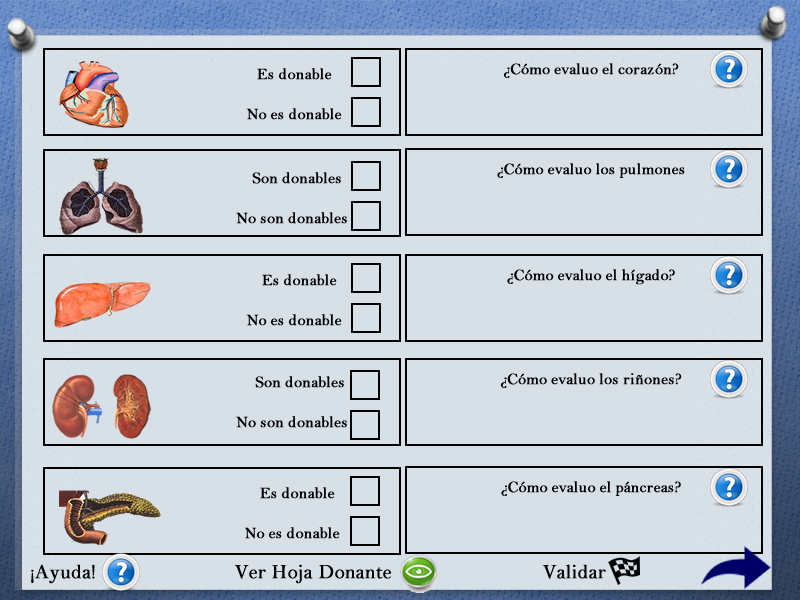 Es donable
No es donable
¿Cómo evaluo el corazón?
?
Son donables
No son donables
¿Cómo evaluo los pulmones
?
Es donable
No es donable
¿Cómo evaluo el hígado?
?
Son donables
No son donables
¿Cómo evaluo los riñones?
?
Es donable
No es donable
¿Cómo evaluo el páncreas?
?
¡Ayuda! ?
Ver Hoja Donante
Validar